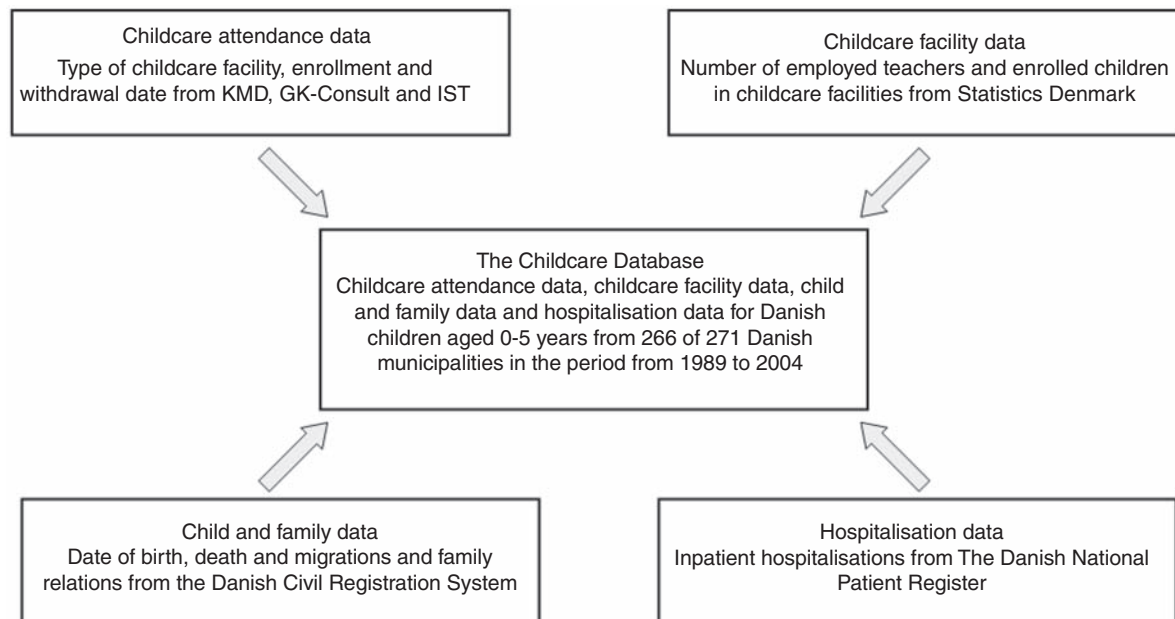 Childcare attendance data
Type of childcare facility, enrollment and
withdrawal date from KMD, GK-Consult and IST
Childcare facility data
Number of employed teachers and enrolled children
in childcare facilities from Statistics Denmark
The Childcare Database
Childcare attendance data, childcare facility data, child
and family data and hospitalisation data for Danish
children aged 0-5 years from 266 of 271 Danish
municipalities in the period from 1989 to 2004
Child and family data
Date of birth, death and migrations and family
relations from the Danish Civil Registration System
Hospitalisation data
Inpatient hospitalisations from The Danish National
Patient Register